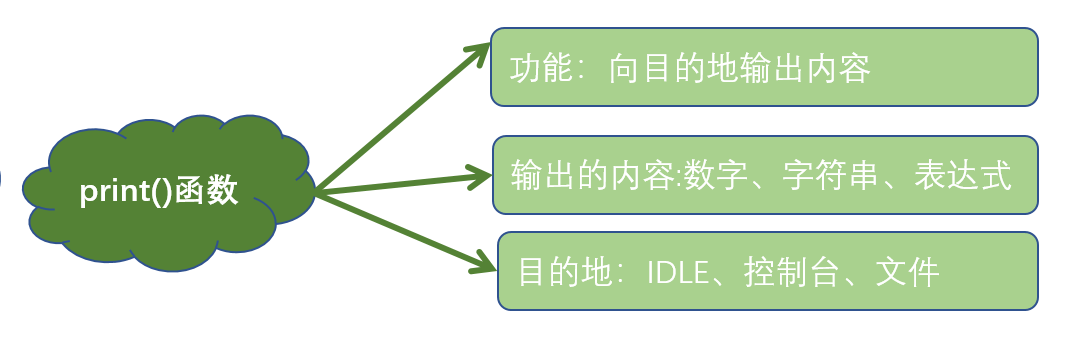 功能： 向目的地输出内容
print()函数
输出的内容:数字、字符串、表达式
目的地：IDLE、控制台、文件